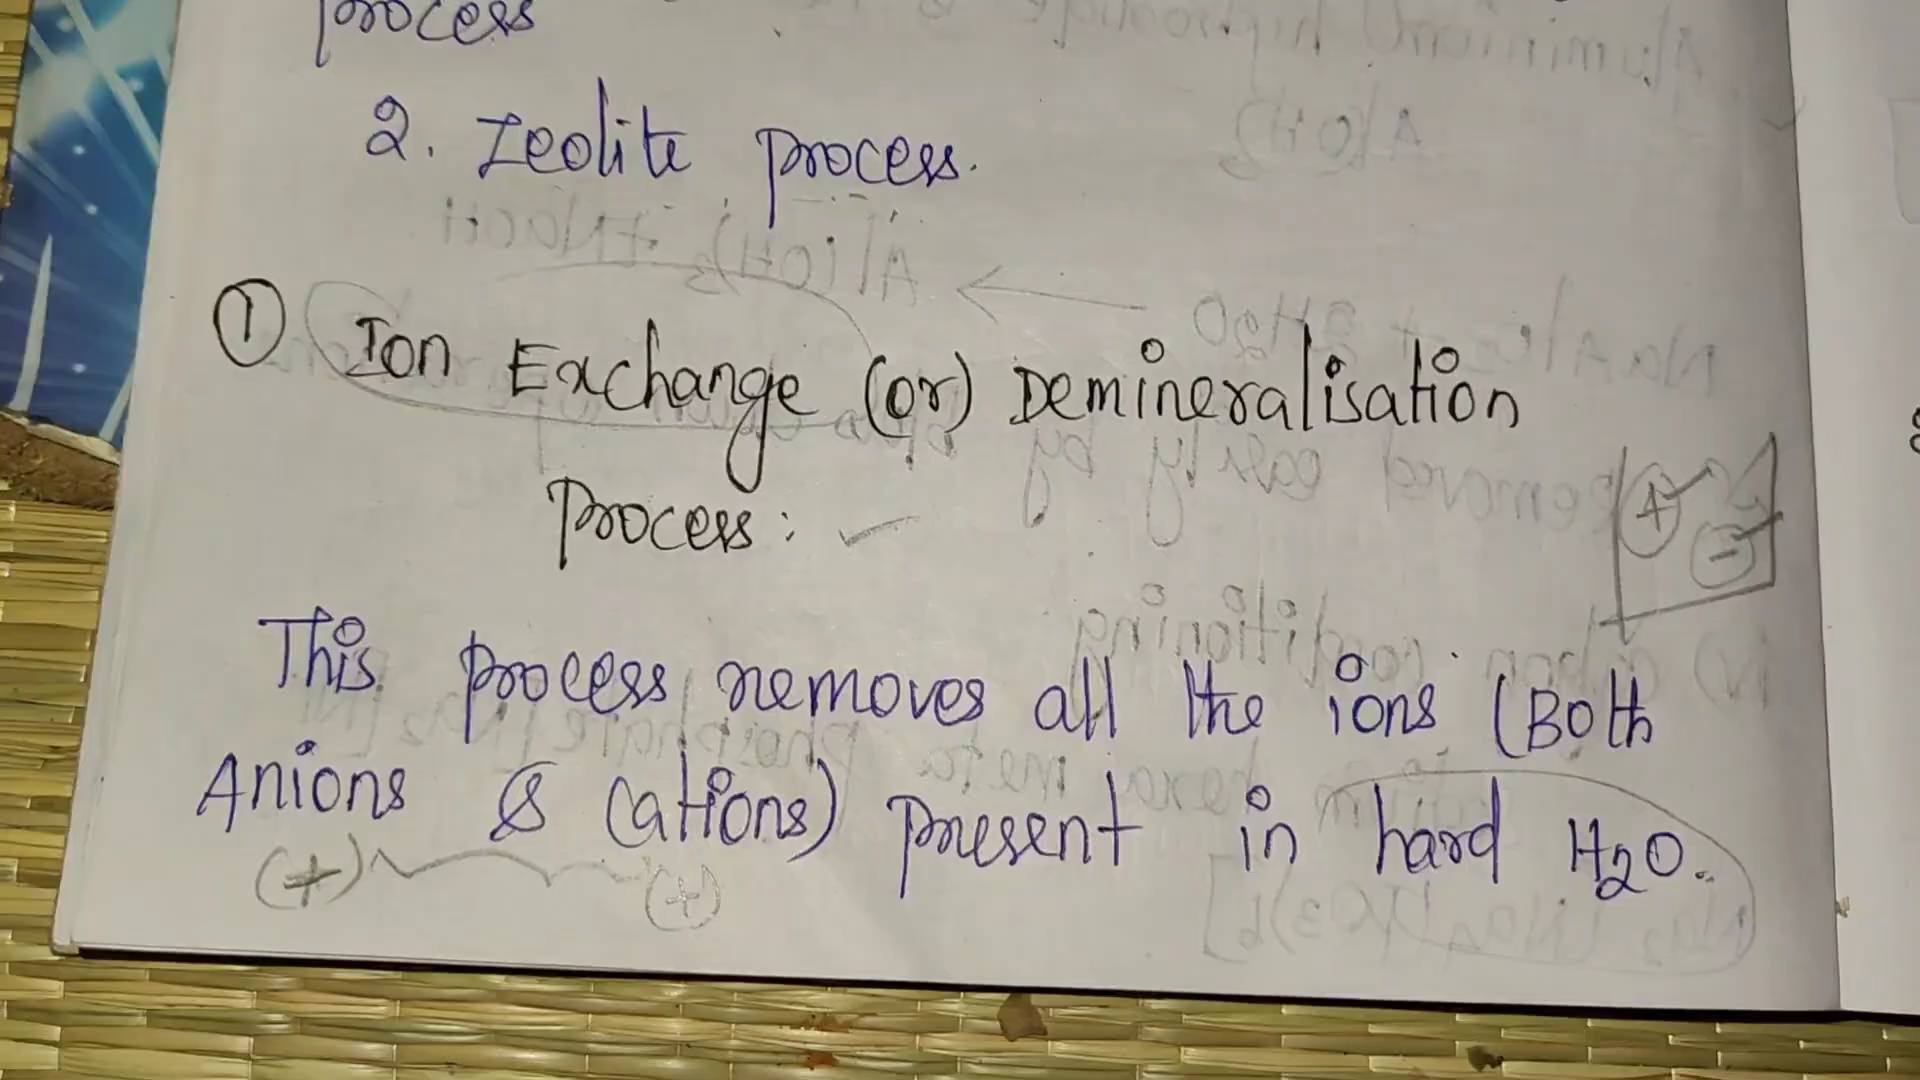 process
2. Zeolite process.
① Ion Exchange (or) Demineralisation
process:
This process removes all the ions (Both
Anions & Cations) present in hard H2O.
(+) (+)
+ -